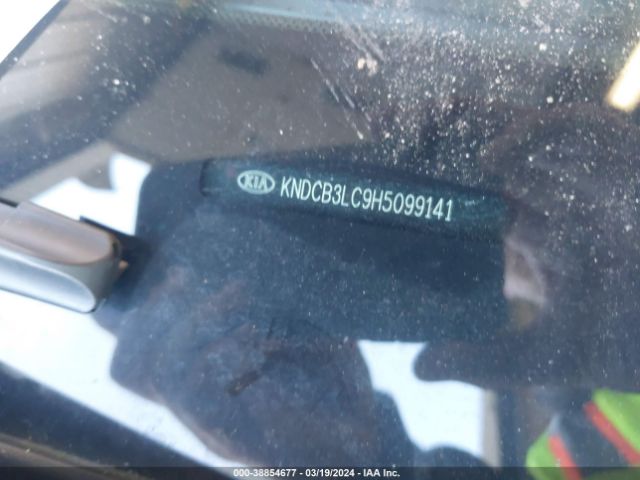 KIA KNDCB3LC9H5099141
000-38854677 - 03/19/2024 - IAA Inc.